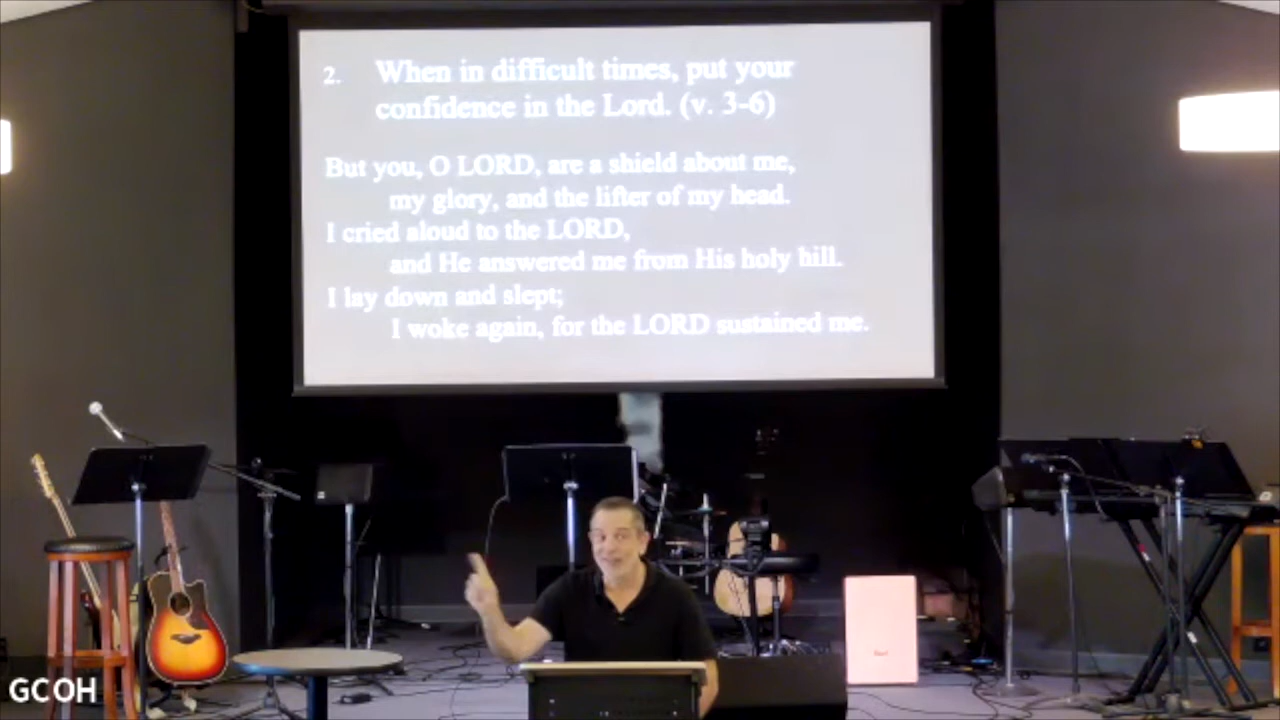 2. When in difficult times, put your
confidence in the Lord. (v. 3-6)
But you, O LORD, are a shield about me,
my glory, and the lifter of my head.
I cried aloud to the LORD,
and He answered me from His holy hill.
I lay down and slept;
I woke again, for the LORD sustained me.
GCOH